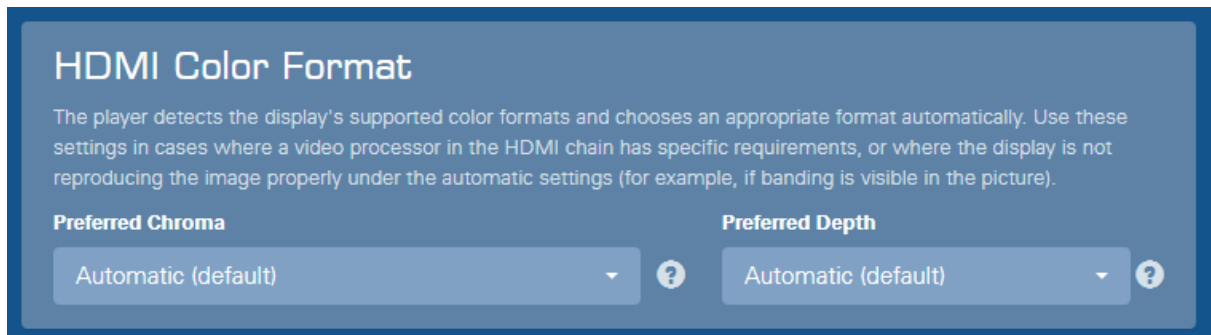 HDMI Color Format
The player detects the display's supported color formats and chooses an appropriate format automatically. Use these
settings in cases where a video processor in the HDMI chain has specific requirements, or where the display is not
reproducing the image properly under the automatic settings (for example, if banding is visible in the picture).
Preferred Chroma
Preferred Depth
Automatic (default)
?
Automatic (default)
?